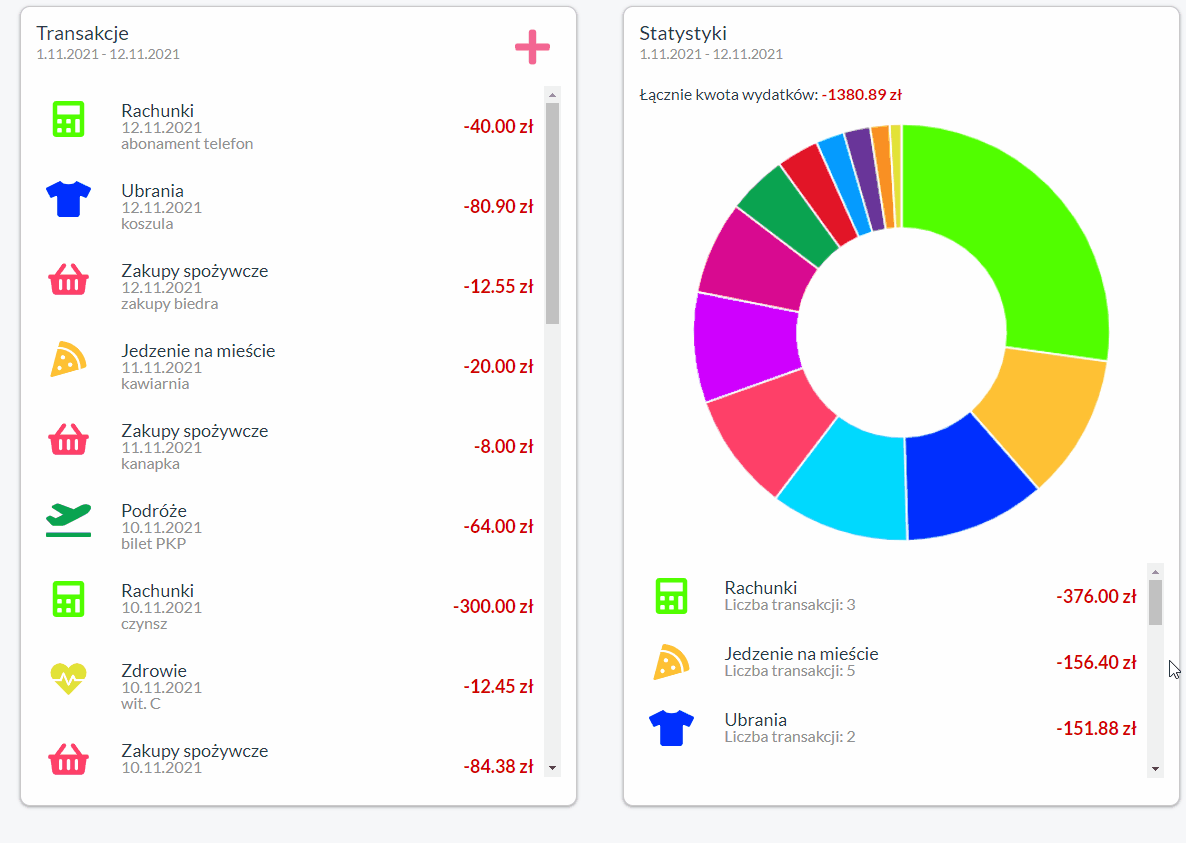 Transakcje
1.11.2021 - 12.11.2021
Rachunki
12.11.2021
abonament telefon
-40.00 zł
Ubrania
12.11.2021
koszula
-80.90 zł
Zakupy spożywcze
12.11.2021
zakupy biedra
-12.55 zł
Jedzenie na mieście
11.11.2021
kawiarnia
-20.00 zł
Zakupy spożywcze
11.11.2021
kanapka
-8.00 zł
Podróże
10.11.2021
bilet PKP
-64.00 zł
Rachunki
10.11.2021
czynsz
-300.00 zł
Zdrowie
10.11.2021
wit. C
-12.45 zł
Zakupy spożywcze
10.11.2021
-84.38 zł
Statystyki
1.11.2021 - 12.11.2021
Łącznie kwota wydatków: -1380.89 zł
Rachunki
Liczba transakcji: 3
-376.00 zł
Jedzenie na mieście
Liczba transakcji: 5
-156.40 zł
Ubrania
Liczba transakcji: 2
-151.88 zł